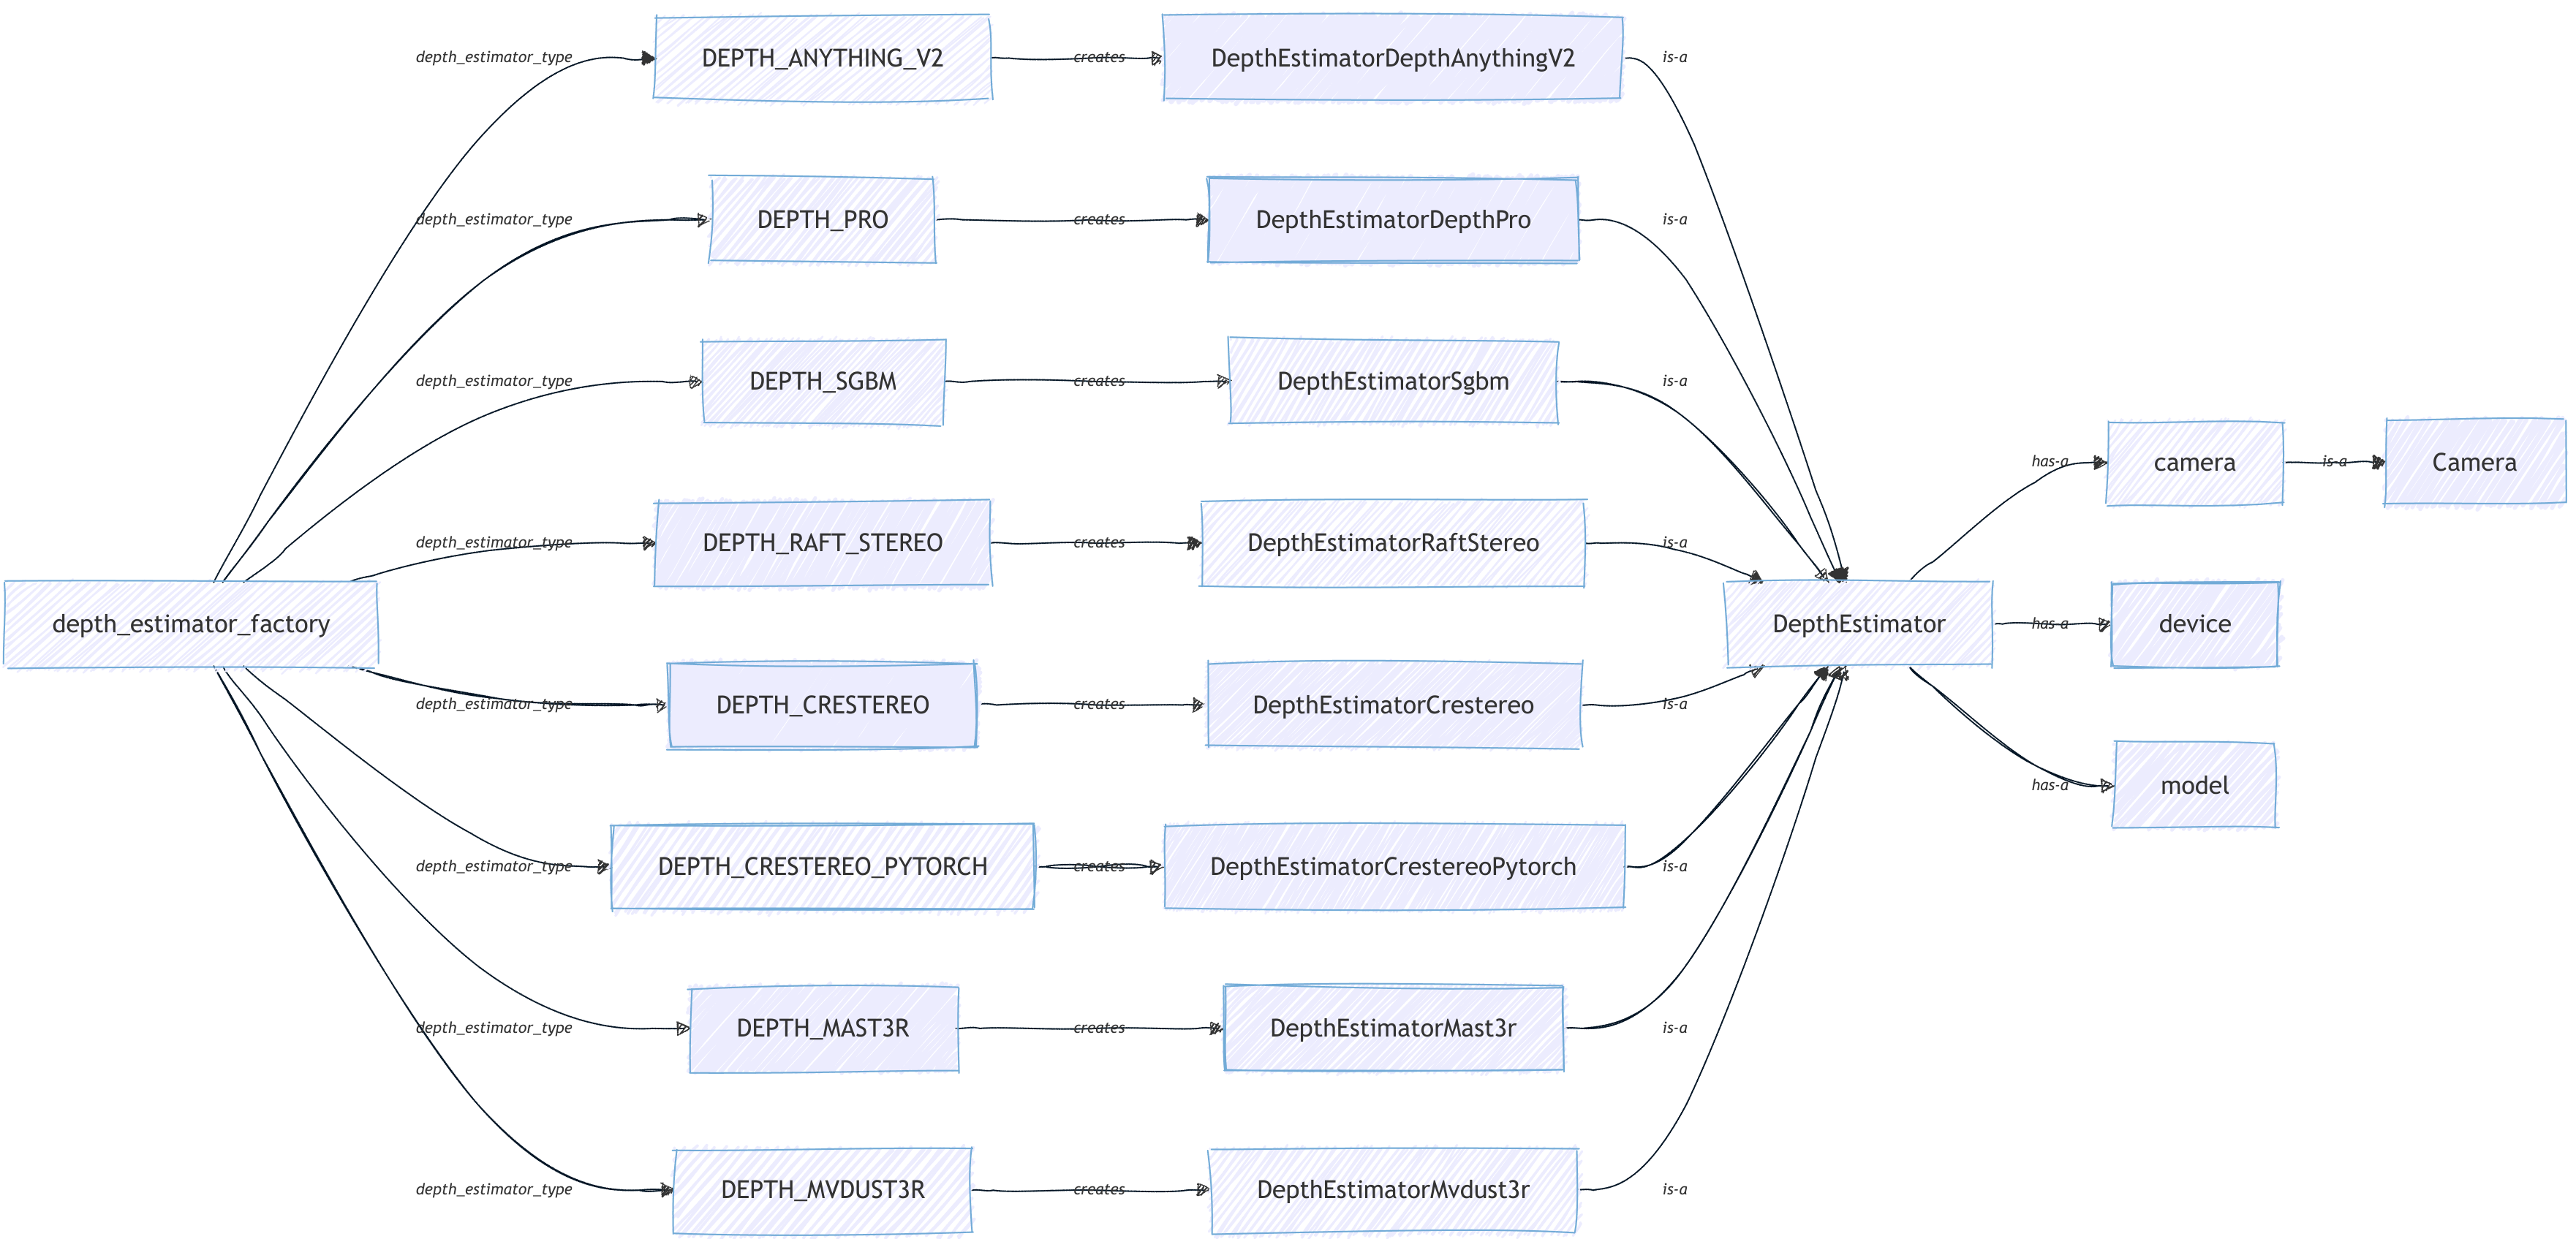 depth_estimator_type
DEPTH_ANYTHING_V2
creates
DepthEstimatorDepthAnythingV2
is-a
depth_estimator_type
DEPTH_PRO
creates
DepthEstimatorDepthPro
is-a
depth_estimator_type
DEPTH_SGBM
creates
DepthEstimatorSgbm
is-a
has-a
camera
is-a
Camera
depth_estimator_type
DEPTH_RAFT_STEREO
creates
DepthEstimatorRaftStereo
is-a
depth_estimator_factory
DepthEstimator
has-a
device
depth_estimator_type
DEPTH_CRESTEREO
creates
DepthEstimatorCrestereo
is-a
has-a
model
depth_estimator_type
DEPTH_CRESTEREO_PYTORCH
creates
DepthEstimatorCrestereoPytorch
is-a
depth_estimator_type
DEPTH_MAST3R
creates
DepthEstimatorMast3r
is-a
depth_estimator_type
DEPTH_MVDUST3R
creates
DepthEstimatorMvdust3r
is-a